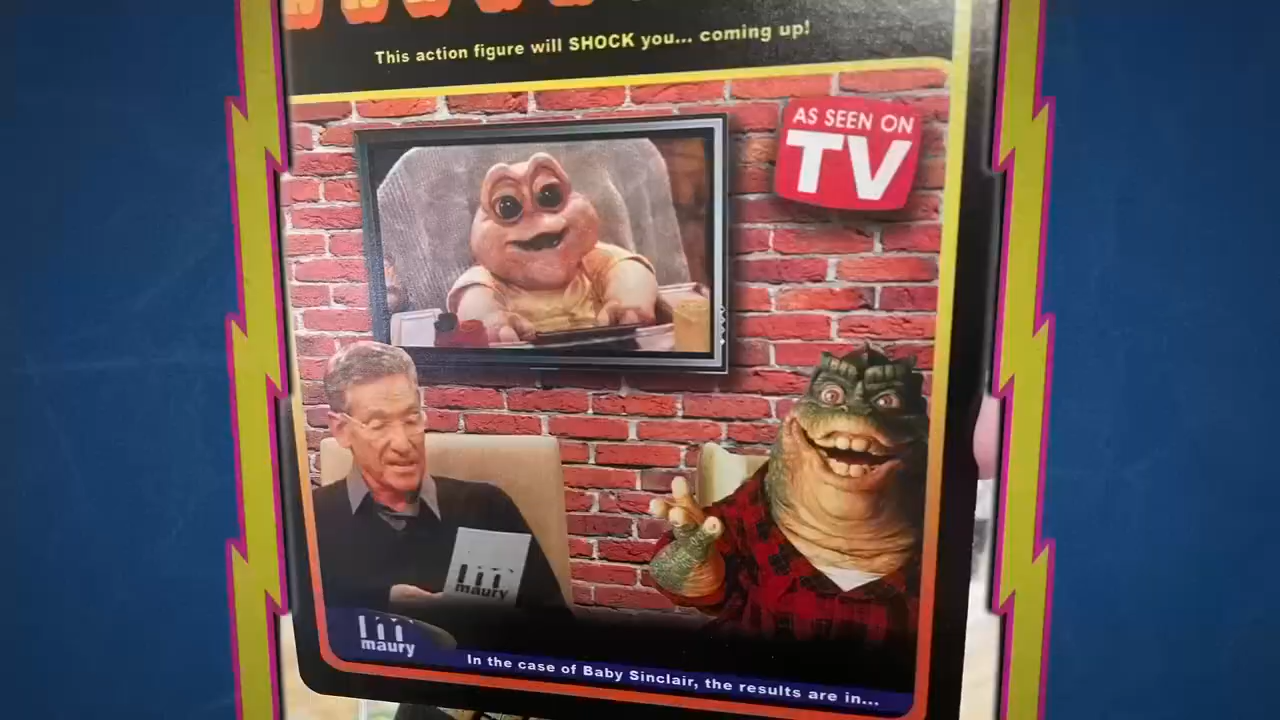 This action figure will SHOCK you... coming up!
AS SEEN ON
TV
maury
maury
In the case of Baby Sinclair, the results are in...